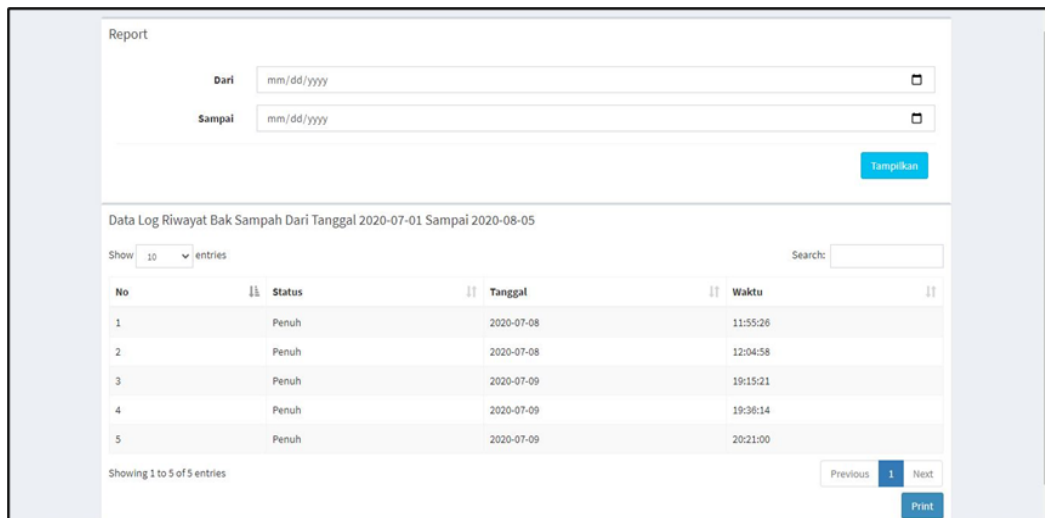 Report
Dari mm/dd/yyyy
Sampai mm/dd/yyyy
Tampilkan
Data Log Riwayat Bak Sampah Dari Tanggal 2020-07-01 Sampai 2020-08-05
Show 10 entries Search:
No Status Tanggal Waktu
1 Penuh 2020-07-08 11:55:26
2 Penuh 2020-07-08 12:04:58
3 Penuh 2020-07-09 19:15:21
4 Penuh 2020-07-09 19:36:14
5 Penuh 2020-07-09 20:21:00
Showing 1 to 5 of 5 entries Previous 1 Next
Print